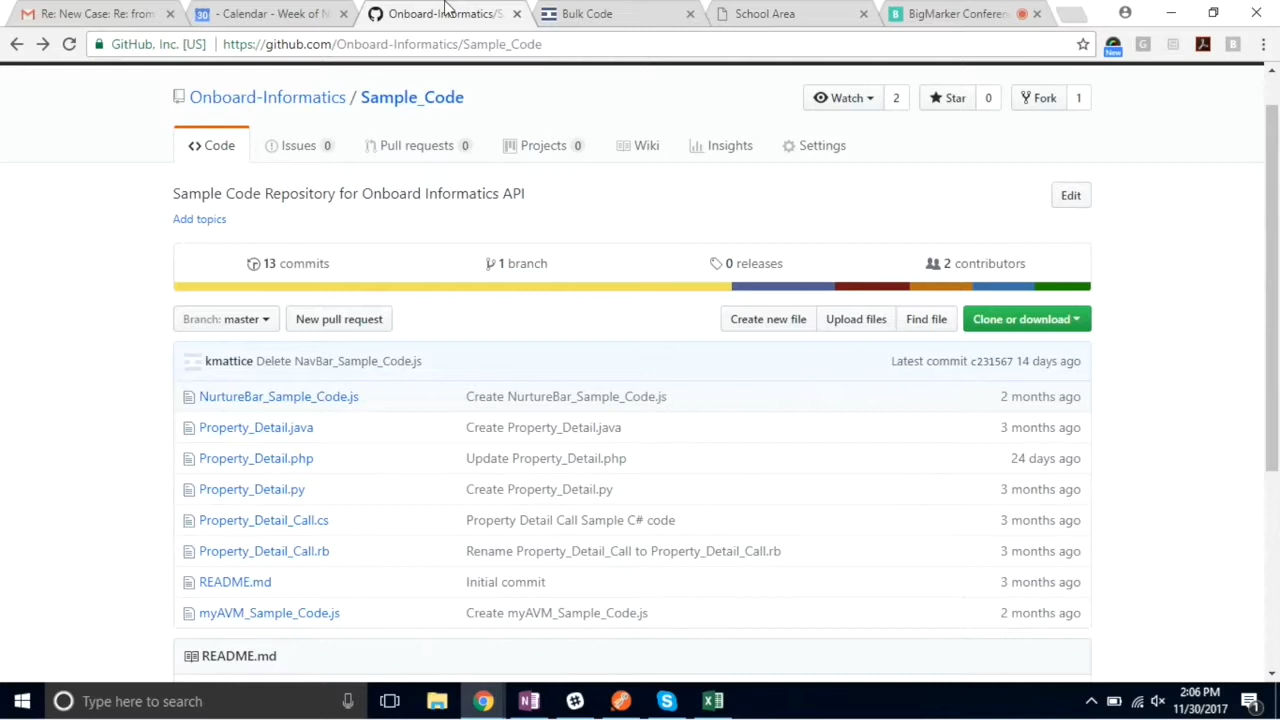 Re: New Case: Re: from
30 - Calendar - Week of N
Onboard-Informatics/S
Bulk Code
School Area
BigMarker Conferen
GitHub, Inc. [US] https://github.com/Onboard-Informatics/Sample_Code
New
G
B
Onboard-Informatics / Sample_Code
Watch 2
Star 0
Fork 1
<> Code
Issues 0
Pull requests 0
Projects 0
Wiki
Insights
Settings
Sample Code Repository for Onboard Informatics API
Edit
Add topics
13 commits
1 branch
0 releases
2 contributors
Branch: master
New pull request
Create new file
Upload files
Find file
Clone or download
kmattice Delete NavBar_Sample_Code.js
Latest commit c231567 14 days ago
NurtureBar_Sample_Code.js Create NurtureBar_Sample_Code.js 2 months ago
Property_Detail.java Create Property_Detail.java 3 months ago
Property_Detail.php Update Property_Detail.php 24 days ago
Property_Detail.py Create Property_Detail.py 3 months ago
Property_Detail_Call.cs Property Detail Call Sample C# code 3 months ago
Property_Detail_Call.rb Rename Property_Detail_Call to Property_Detail_Call.rb 3 months ago
README.md Initial commit 3 months ago
myAVM_Sample_Code.js Create myAVM_Sample_Code.js 2 months ago
README.md
Type here to search
2:06 PM
11/30/2017
1